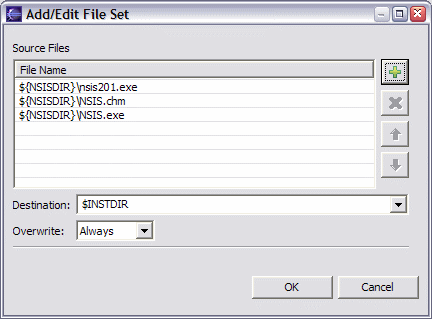 Add/Edit File Set
Source Files
File Name
${NSISDIR}\nsis201.exe
${NSISDIR}\NSIS.chm
${NSISDIR}\NSIS.exe
Destination: $INSTDIR
Overwrite: Always
OK Cancel